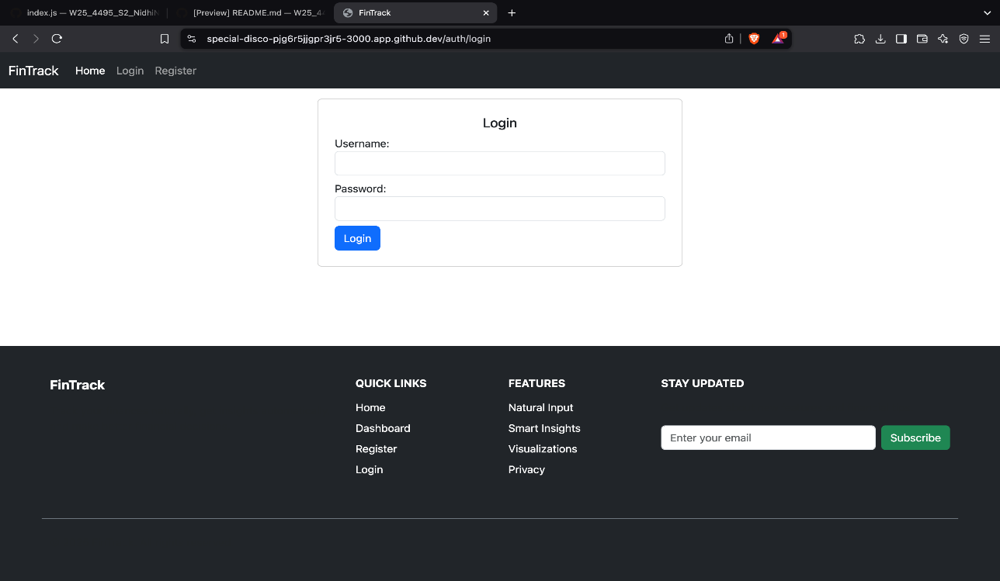 index.js — W25_4495_S2_NidhiN
[Preview] README.md — W25_44
FinTrack
special-disco-pjg6r5jjgpr3jr5-3000.app.github.dev/auth/login
1
FinTrack Home Login Register
Login
Username:
Password:
Login
FinTrack
QUICK LINKS
Home
Dashboard
Register
Login
FEATURES
Natural Input
Smart Insights
Visualizations
Privacy
STAY UPDATED
Enter your email
Subscribe